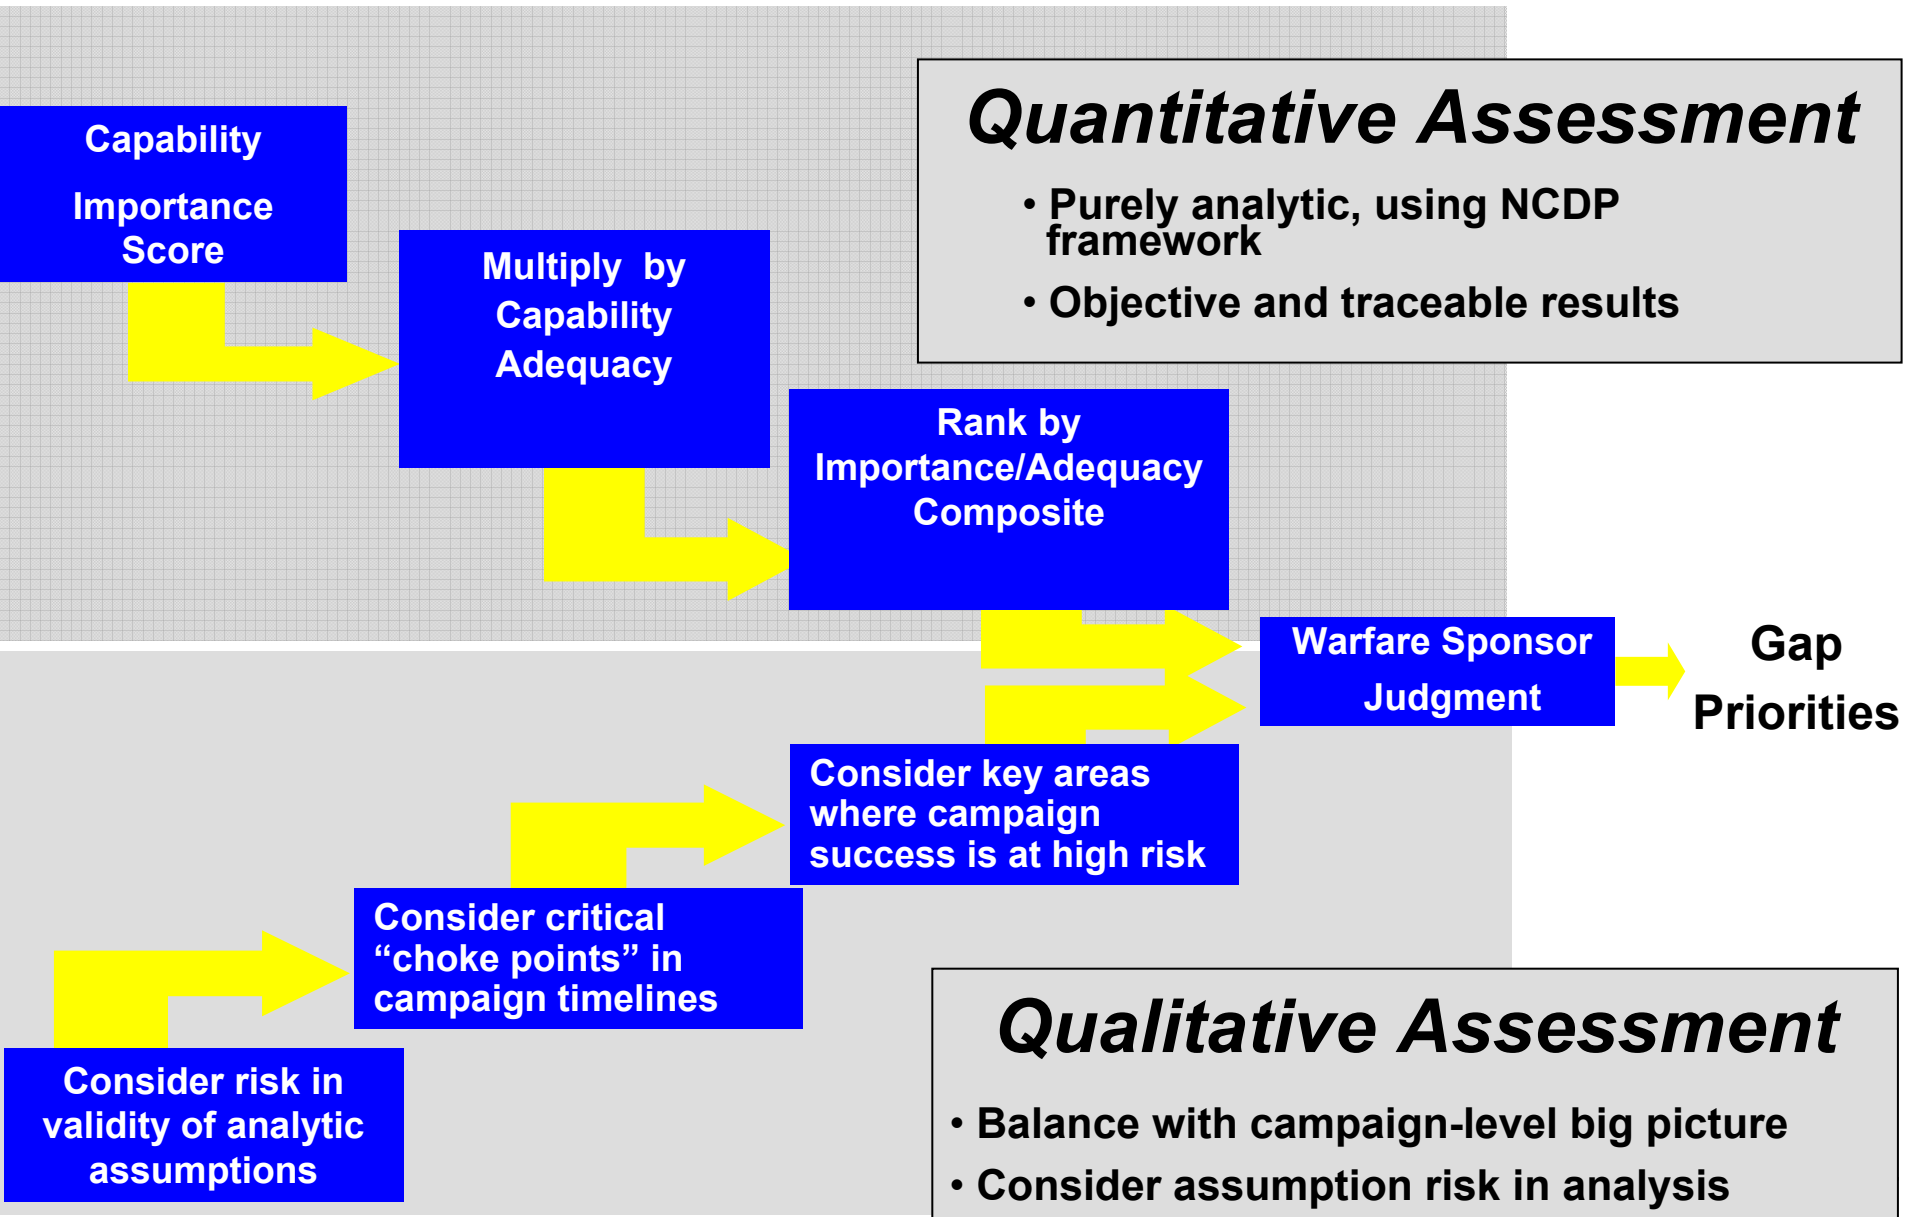 Quantitative Assessment
• Purely analytic, using NCDP
framework
• Objective and traceable results
Capability
Importance
Score
Multiply by
Capability
Adequacy
Rank by
Importance/Adequacy
Composite
Warfare Sponsor
Judgment
Gap
Priorities
Consider key areas
where campaign
success is at high risk
Consider critical
“choke points” in
campaign timelines
Consider risk in
validity of analytic
assumptions
Qualitative Assessment
• Balance with campaign-level big picture
• Consider assumption risk in analysis